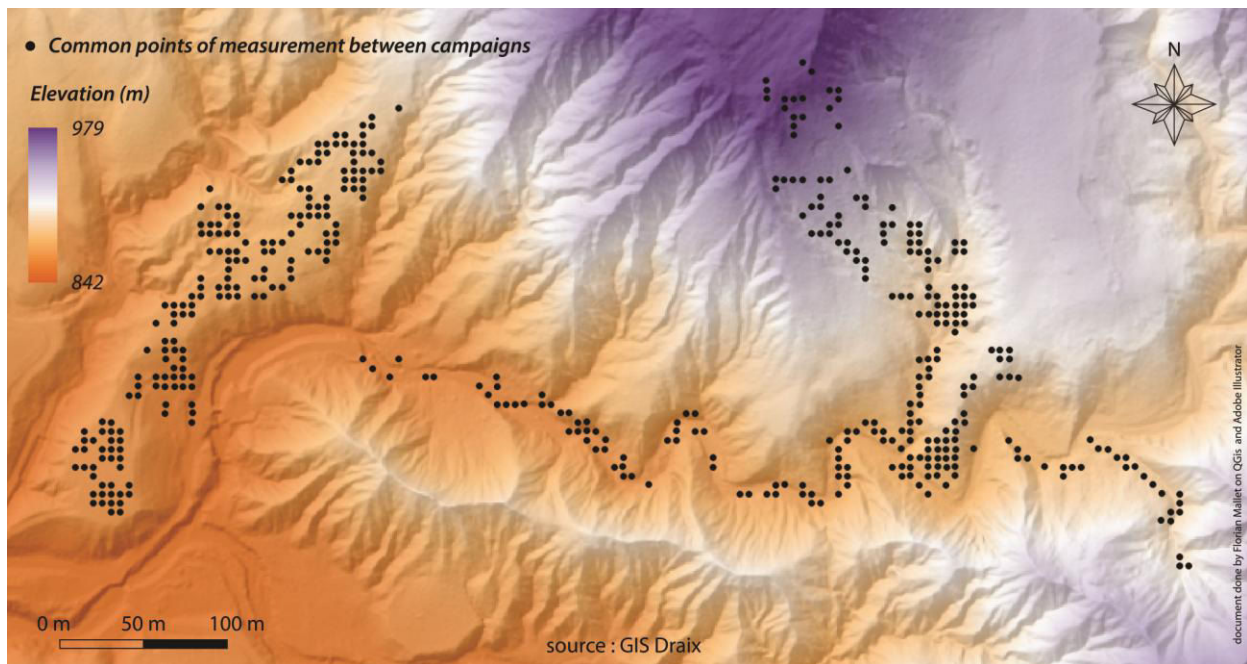 Common points of measurement between campaigns
N
Elevation (m)
979
842
0 m 50 m 100 m
source : GIS Draix
document done by Florian Mallet on QGis and Adobe Illustrator